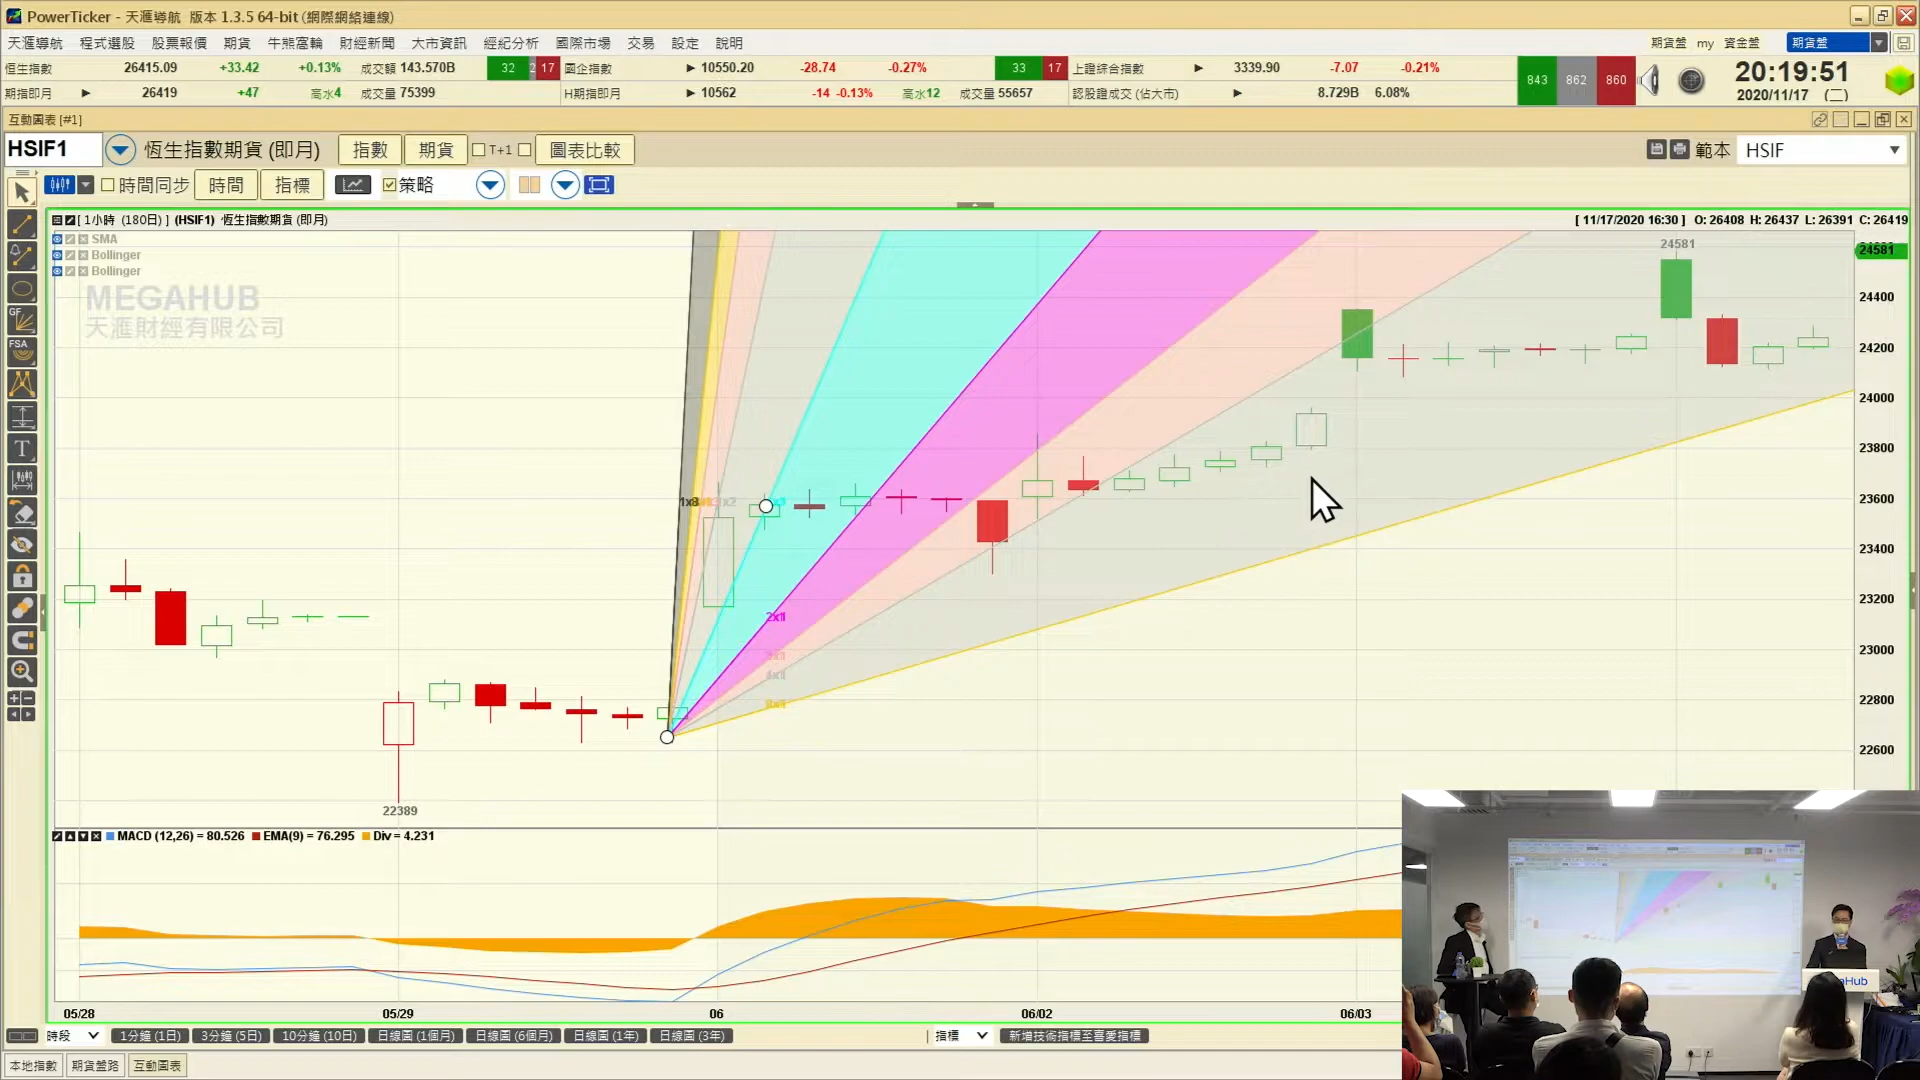 PowerTicker - 天滙導航 版本 1.3.5 64-bit (網際網絡連線)
天滙導航 程式選股 股票報價 期貨 牛熊窩輪 財經新聞 大市資訊 經紀分析 國際市場 交易 設定 說明 期貨盤 my 資金盤 期貨盤
恒生指數 26415.09 +33.42 +0.13% 成交額 143.570B 32 2 17 國企指數 10550.20 -28.74 -0.27% 33 17 上證綜合指數 3339.90 -7.07 -0.21% 843 862 860 20:19:51
期指即月 26419 +47 高水4 成交量 75399 H期指即月 10562 -14 -0.13% 高水12 成交量 55657 認股證成交 (佔大市) 8.729B 6.08% 2020/11/17 (二)
互動圖表 [#1]
HSIF1 恆生指數期貨 (即月) 指數 期貨 T+1 圖表比較 範本 HSIF
時間同步 時間 指標 策略
[ 1小時 (180日) ] (HSIF1) 恆生指數期貨 (即月) [ 11/17/2020 16:30 ] O: 26408 H: 26437 L: 26391 C: 26419
SMA
Bollinger
Bollinger
MEGAHUB
天滙財經有限公司
GF
FSA
T
24581
24581
24400
24200
24000
23800
23600
23400
23200
23000
22800
22600
1x8
x2
2x1
8x1
22389
MACD (12,26) = 80.526 EMA(9) = 76.295 Div = 4.231
05/28 05/29 06 06/02 06/03
時段 1分鐘 (1日) 3分鐘 (5日) 10分鐘 (10日) 日線圖 (1個月) 日線圖 (6個月) 日線圖 (1年) 日線圖 (3年) 指標 新增技術指標至喜愛指標
本地指數 期貨盤路 互動圖表
Hub